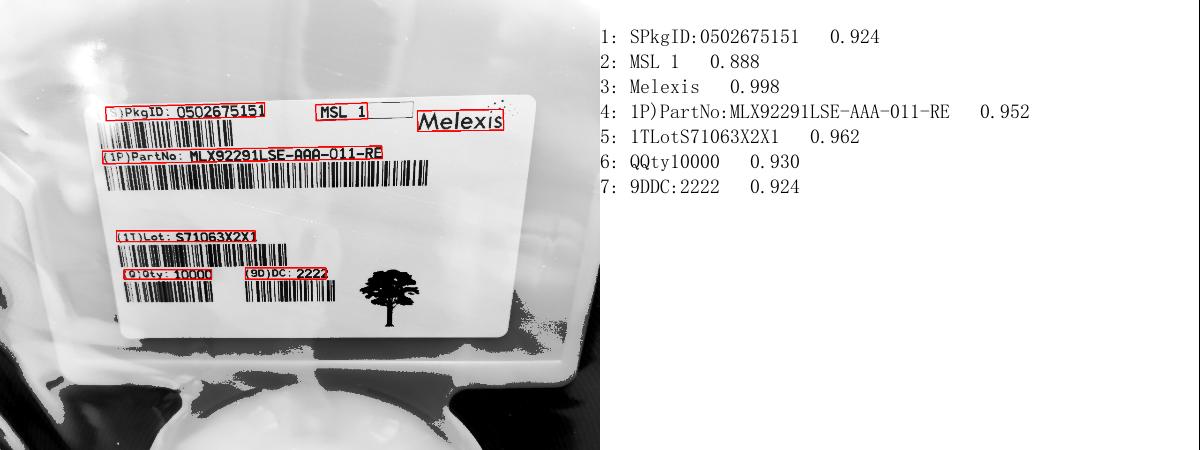 (S)PkgID: 0502675151 MSL 1
Melexis
(1P)PartNo: MLX92291LSE-AAA-011-RE
(1T)Lot: S71063X2X1
(Q)Qty: 10000 (9D)DC: 2222
1: SPkgID:0502675151 0.924
2: MSL 1 0.888
3: Melexis 0.998
4: 1P)PartNo:MLX92291LSE-AAA-011-RE 0.952
5: 1TLotS71063X2X1 0.962
6: QQty10000 0.930
7: 9DDC:2222 0.924